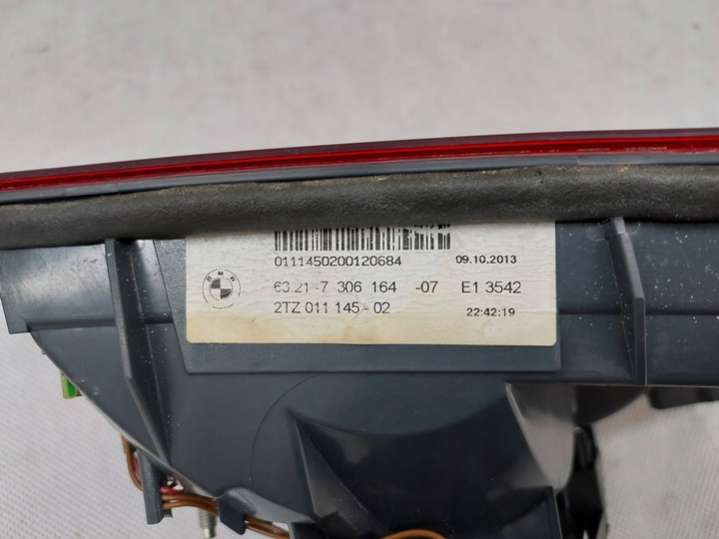 0111450200120684 09.10.2013
BMW
63.21-7 306 164 -07 E1 3542
2TZ 011 145-02 22:42:19